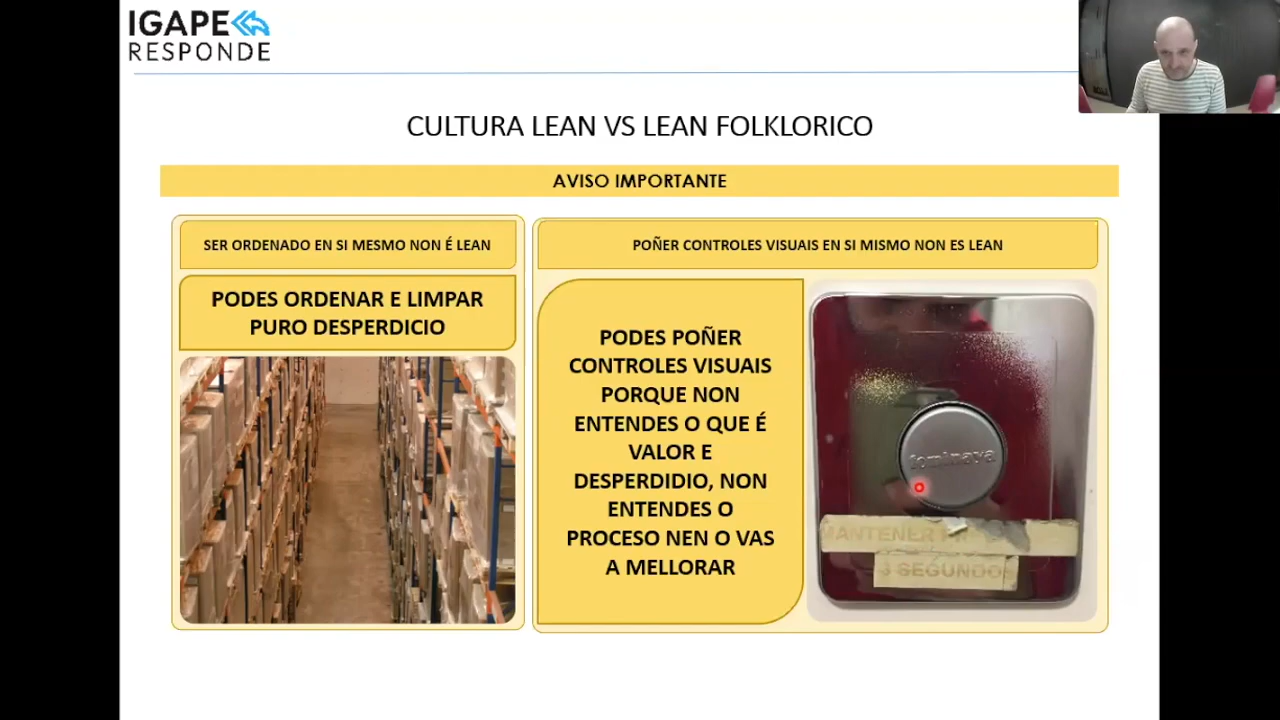 IGAPE
RESPONDE
CULTURA LEAN VS LEAN FOLKLORICO
AVISO IMPORTANTE
SER ORDENADO EN SI MESMO NON É LEAN
PODES ORDENAR E LIMPAR
PURO DESPERDICIO
POÑER CONTROLES VISUAIS EN SI MISMO NON ES LEAN
PODES POÑER
CONTROLES VISUAIS
PORQUE NON
ENTENDES O QUE É
VALOR E
DESPERDIDIO, NON
ENTENDES O
PROCESO NEN O VAS
A MELLORAR
MANTENER
3 SEGUNDOS